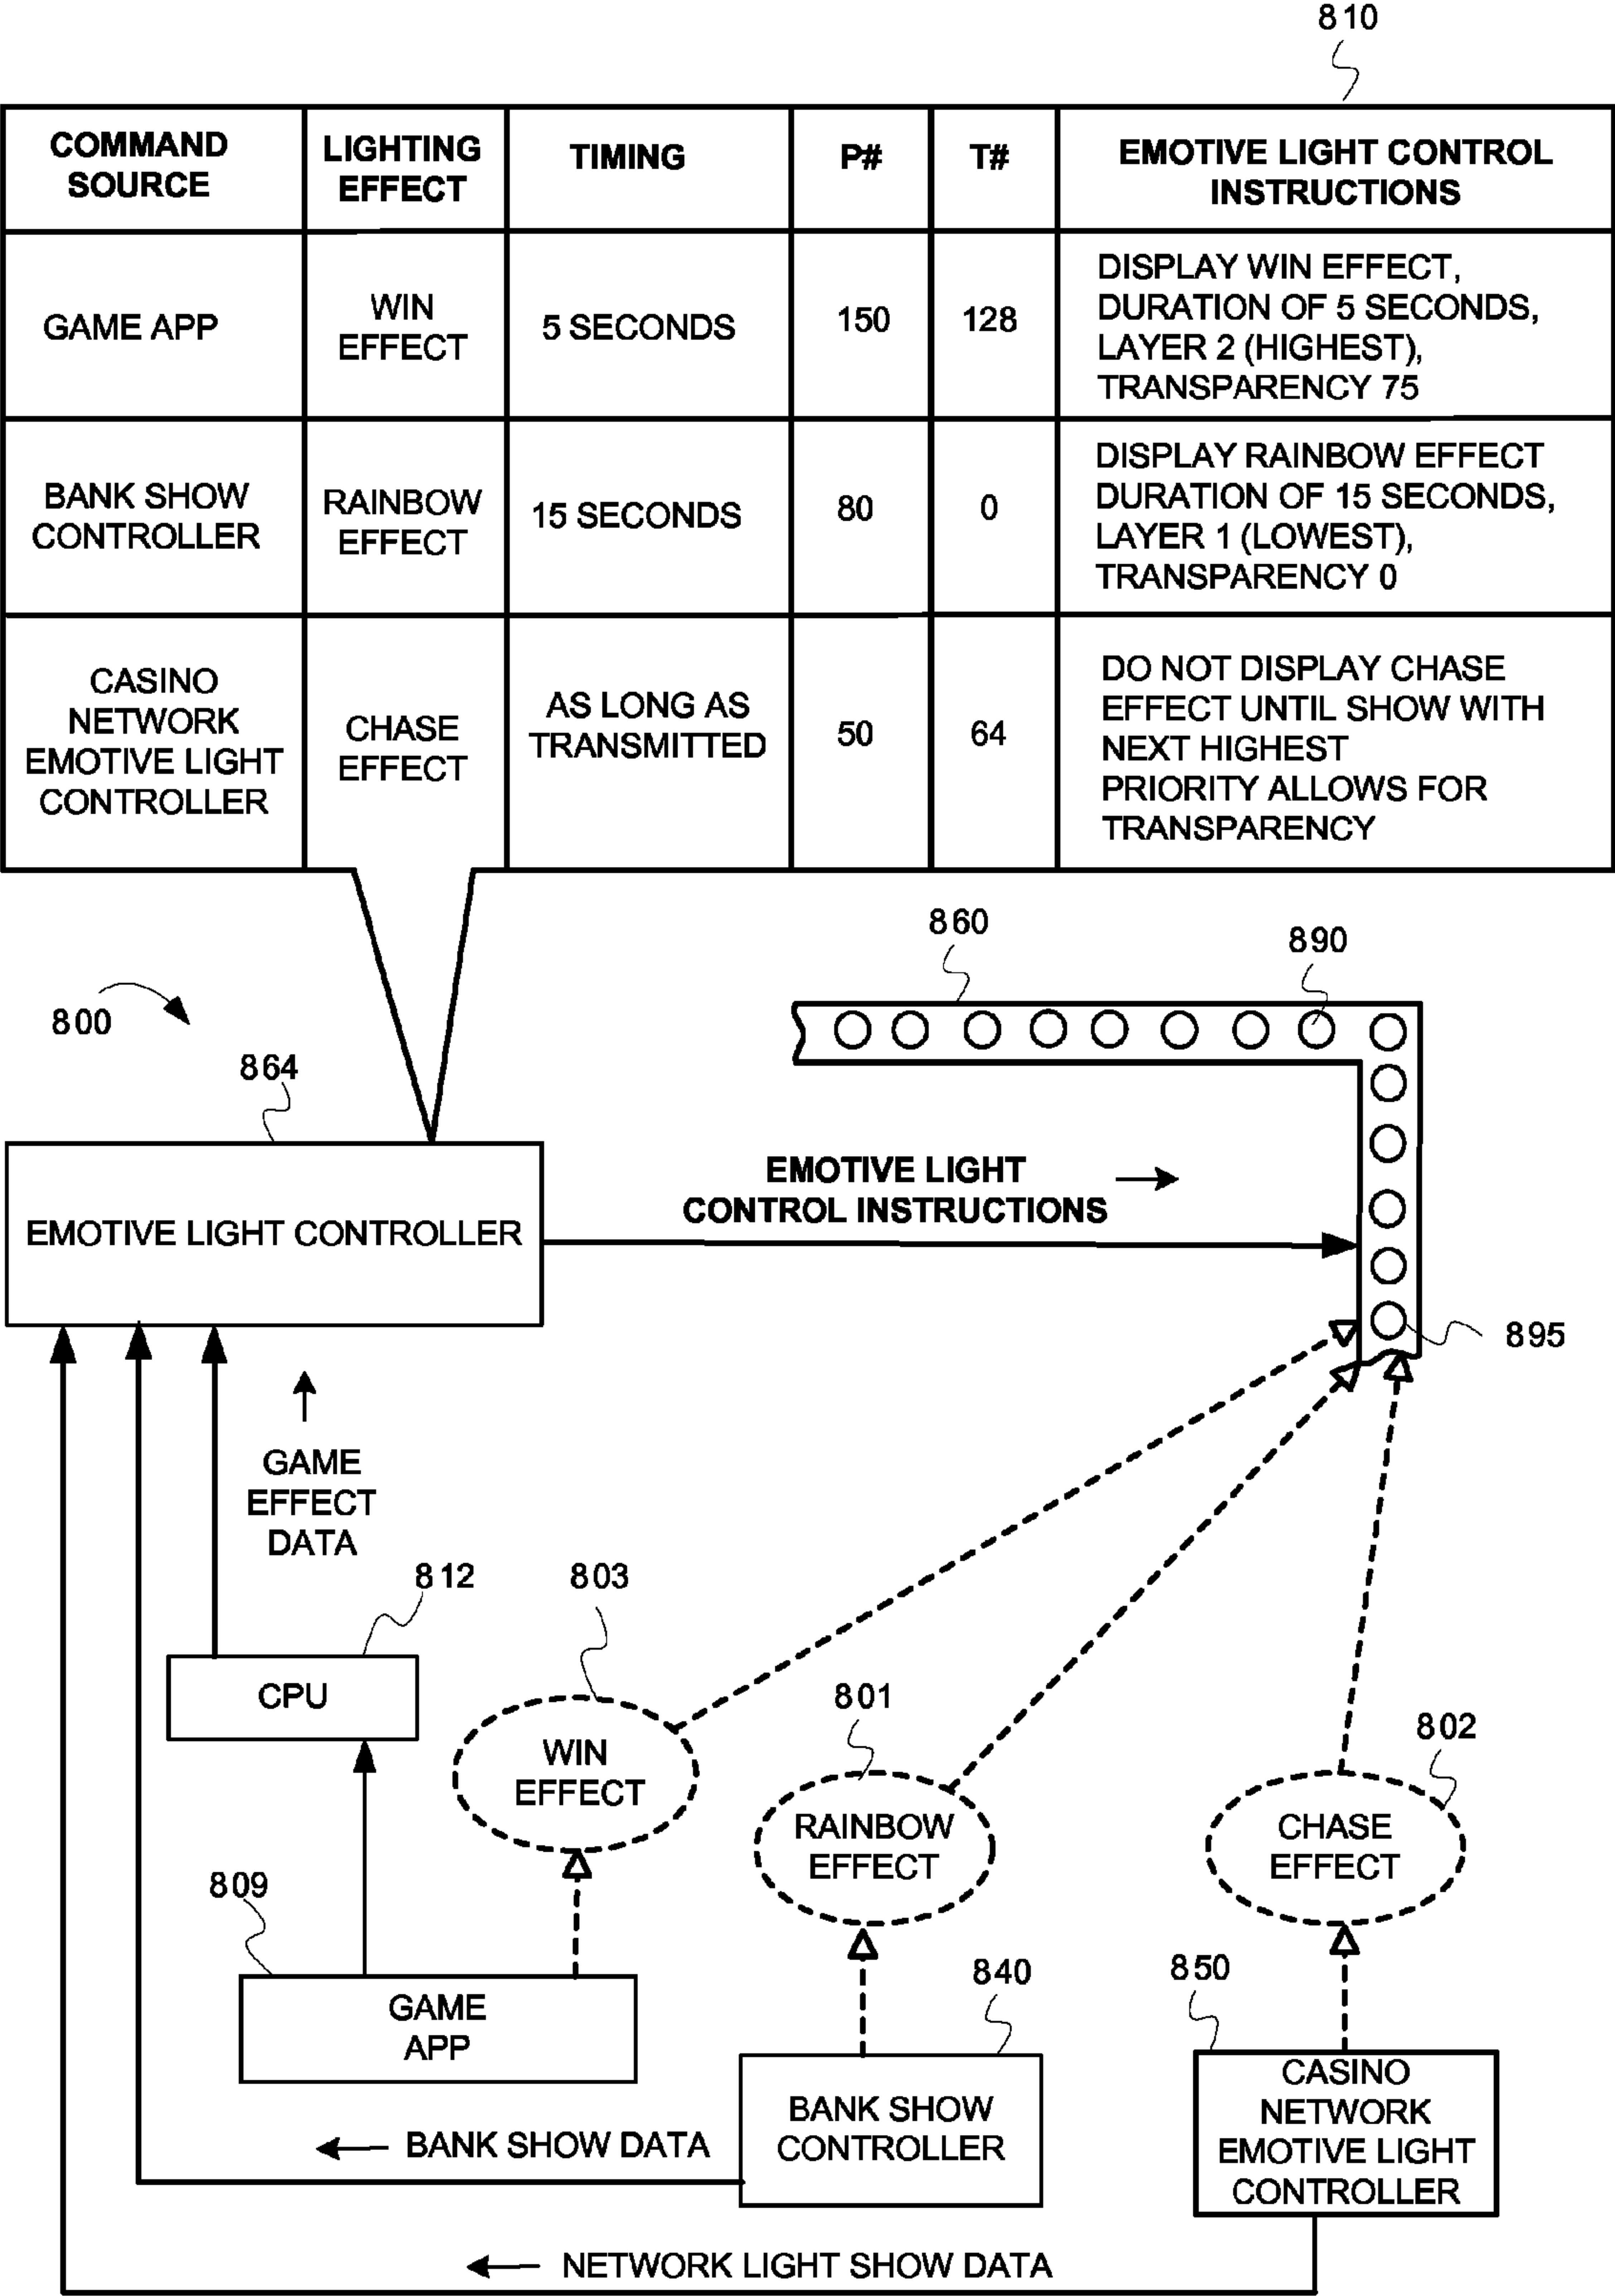 810
COMMAND
SOURCE
LIGHTING
EFFECT
TIMING
P#
T#
EMOTIVE LIGHT CONTROL
INSTRUCTIONS
GAME APP
WIN
EFFECT
5 SECONDS
150
128
DISPLAY WIN EFFECT,
DURATION OF 5 SECONDS,
LAYER 2 (HIGHEST),
TRANSPARENCY 75
BANK SHOW
CONTROLLER
RAINBOW
EFFECT
15 SECONDS
80
0
DISPLAY RAINBOW EFFECT
DURATION OF 15 SECONDS,
LAYER 1 (LOWEST),
TRANSPARENCY 0
CASINO
NETWORK
EMOTIVE LIGHT
CONTROLLER
CHASE
EFFECT
AS LONG AS
TRANSMITTED
50
64
DO NOT DISPLAY CHASE
EFFECT UNTIL SHOW WITH
NEXT HIGHEST
PRIORITY ALLOWS FOR
TRANSPARENCY
860
890
800
864
EMOTIVE LIGHT CONTROLLER
EMOTIVE LIGHT
CONTROL INSTRUCTIONS
895
GAME
EFFECT
DATA
812
803
CPU
WIN
EFFECT
801
RAINBOW
EFFECT
802
CHASE
EFFECT
809
GAME
APP
840
BANK SHOW
CONTROLLER
850
CASINO
NETWORK
EMOTIVE LIGHT
CONTROLLER
BANK SHOW DATA
NETWORK LIGHT SHOW DATA